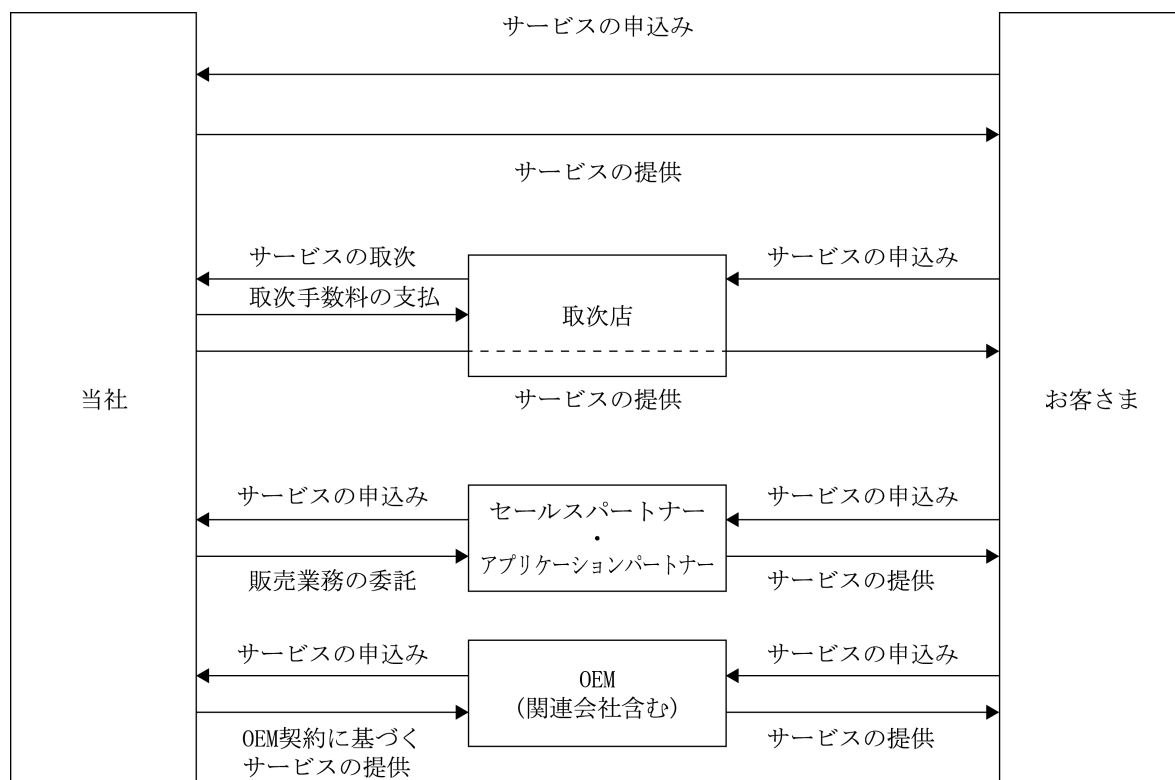 サービスの申込み
サービスの提供
サービスの取次
サービスの申込み
取次手数料の支払
取次店
サービスの提供
当社
お客さま
サービスの申込み
セールスパートナー
・
アプリケーションパートナー
サービスの申込み
販売業務の委託
サービスの提供
サービスの申込み
OEM
(関連会社含む)
サービスの申込み
OEM契約に基づく
サービスの提供
サービスの提供